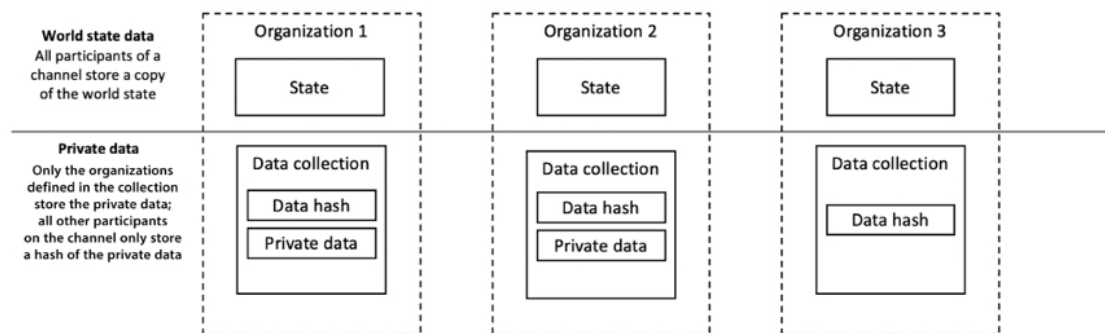 World state data
All participants of a
channel store a copy
of the world state
Organization 1
State
Organization 2
State
Organization 3
State
Private data
Only the organizations
defined in the collection
store the private data;
all other participants
on the channel only store
a hash of the private data
Data collection
Data hash
Private data
Data collection
Data hash
Private data
Data collection
Data hash